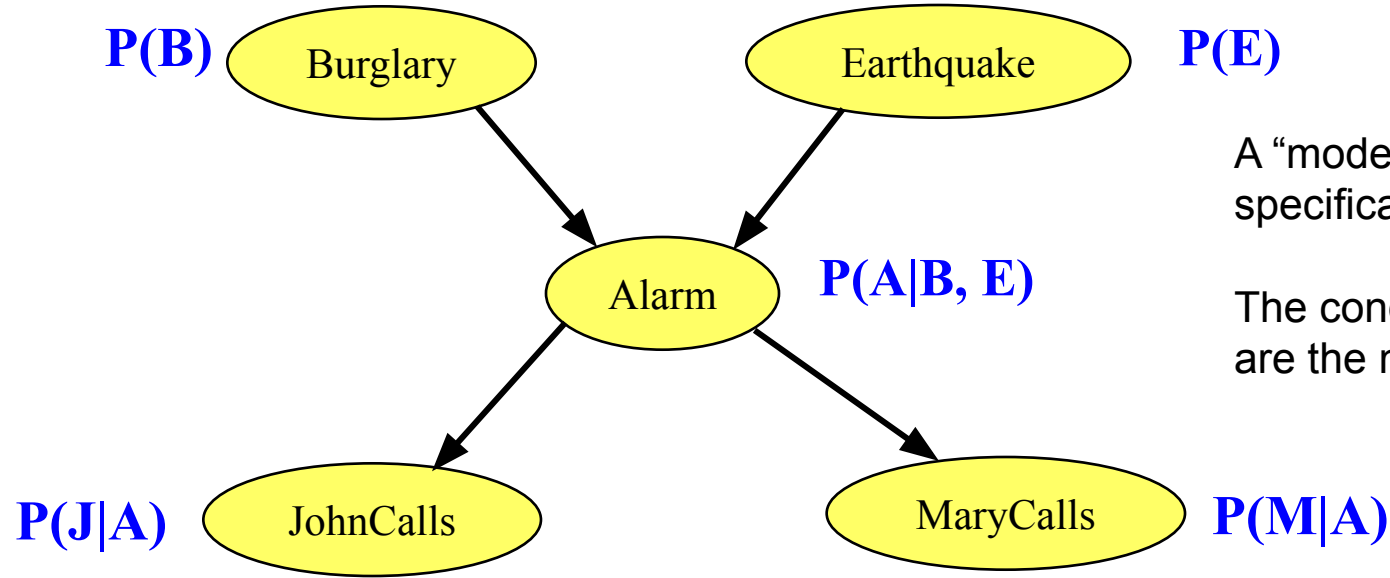 P(B)
Burglary
Earthquake
P(E)
A “mode
specifica
Alarm
P(A|B, E)
The cond
are the r
P(J|A)
JohnCalls
MaryCalls
P(M|A)